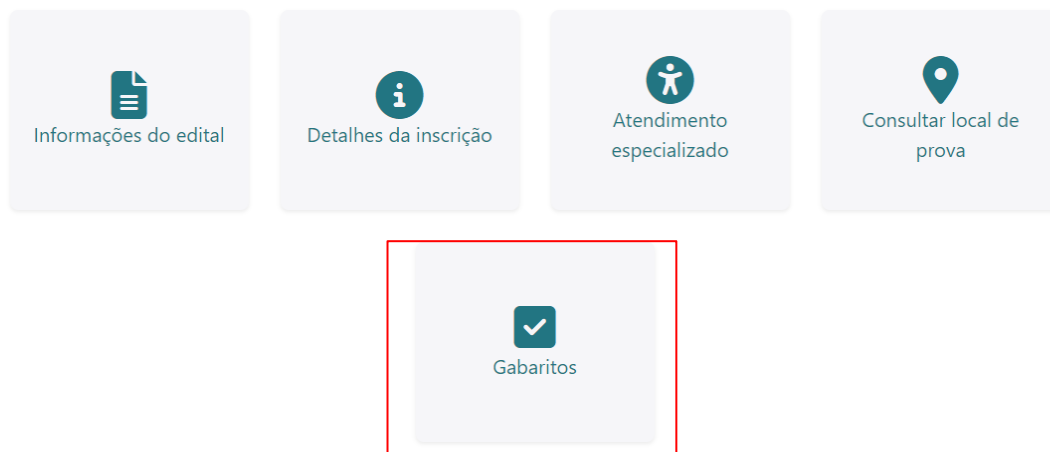 Informações do edital
Detalhes da inscrição
Atendimento
especializado
Consultar local de
prova
Gabaritos